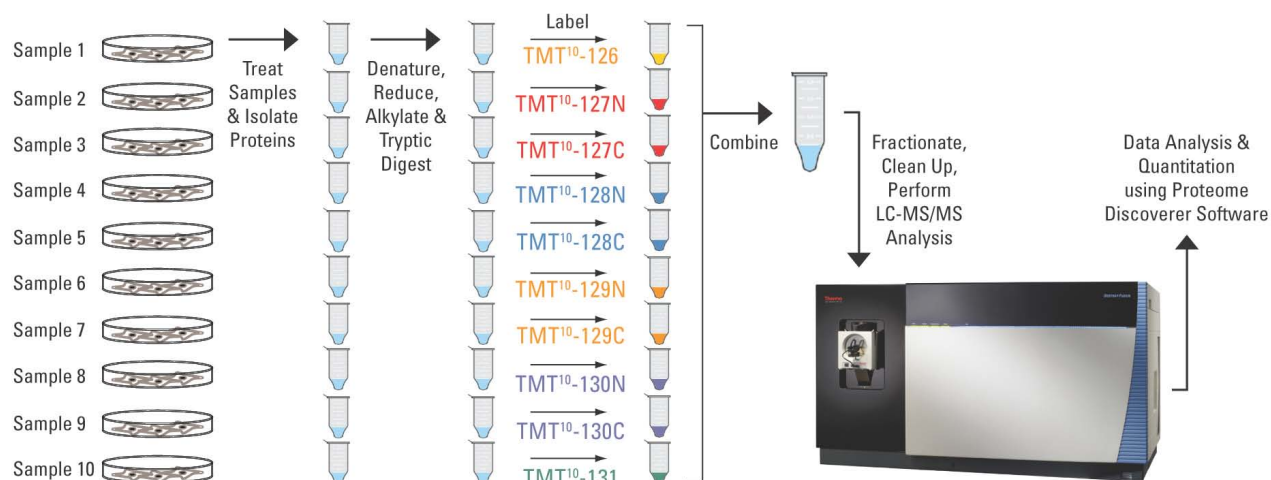 Sample 1
Sample 2
Sample 3
Sample 4
Sample 5
Sample 6
Sample 7
Sample 8
Sample 9
Sample 10
Treat
Samples
& Isolate
Proteins
Denature,
Reduce,
Alkylate &
Tryptic
Digest
Label
TMT¹⁰-126
TMT¹⁰-127N
TMT¹⁰-127C
TMT¹⁰-128N
TMT¹⁰-128C
TMT¹⁰-129N
TMT¹⁰-129C
TMT¹⁰-130N
TMT¹⁰-130C
TMT¹⁰-131
Combine
Fractionate,
Clean Up,
Perform
LC-MS/MS
Analysis
Data Analysis &
Quantitation
using Proteome
Discoverer Software
Thermo